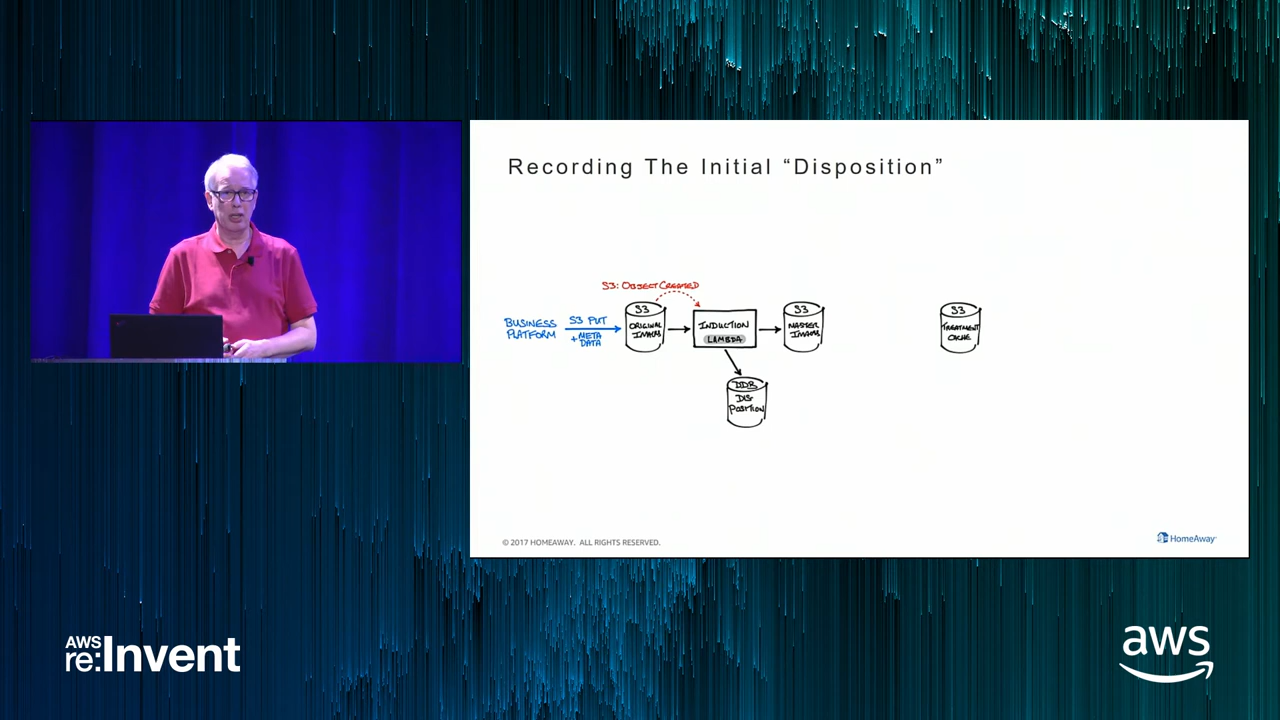 Recording The Initial “Disposition”
S3: OBJECT CREATED
BUSINESS
PLATFORM
S3 PUT
+ META
DATA
S3
ORIGINAL
IMAGES
INDUCTION
LAMBDA
S3
MASTER
IMAGES
S3
TREATMENT
CACHE
DDB
DIS-
POSITION
© 2017 HOMEAWAY. ALL RIGHTS RESERVED.
HomeAway
AWS
re:Invent
aws